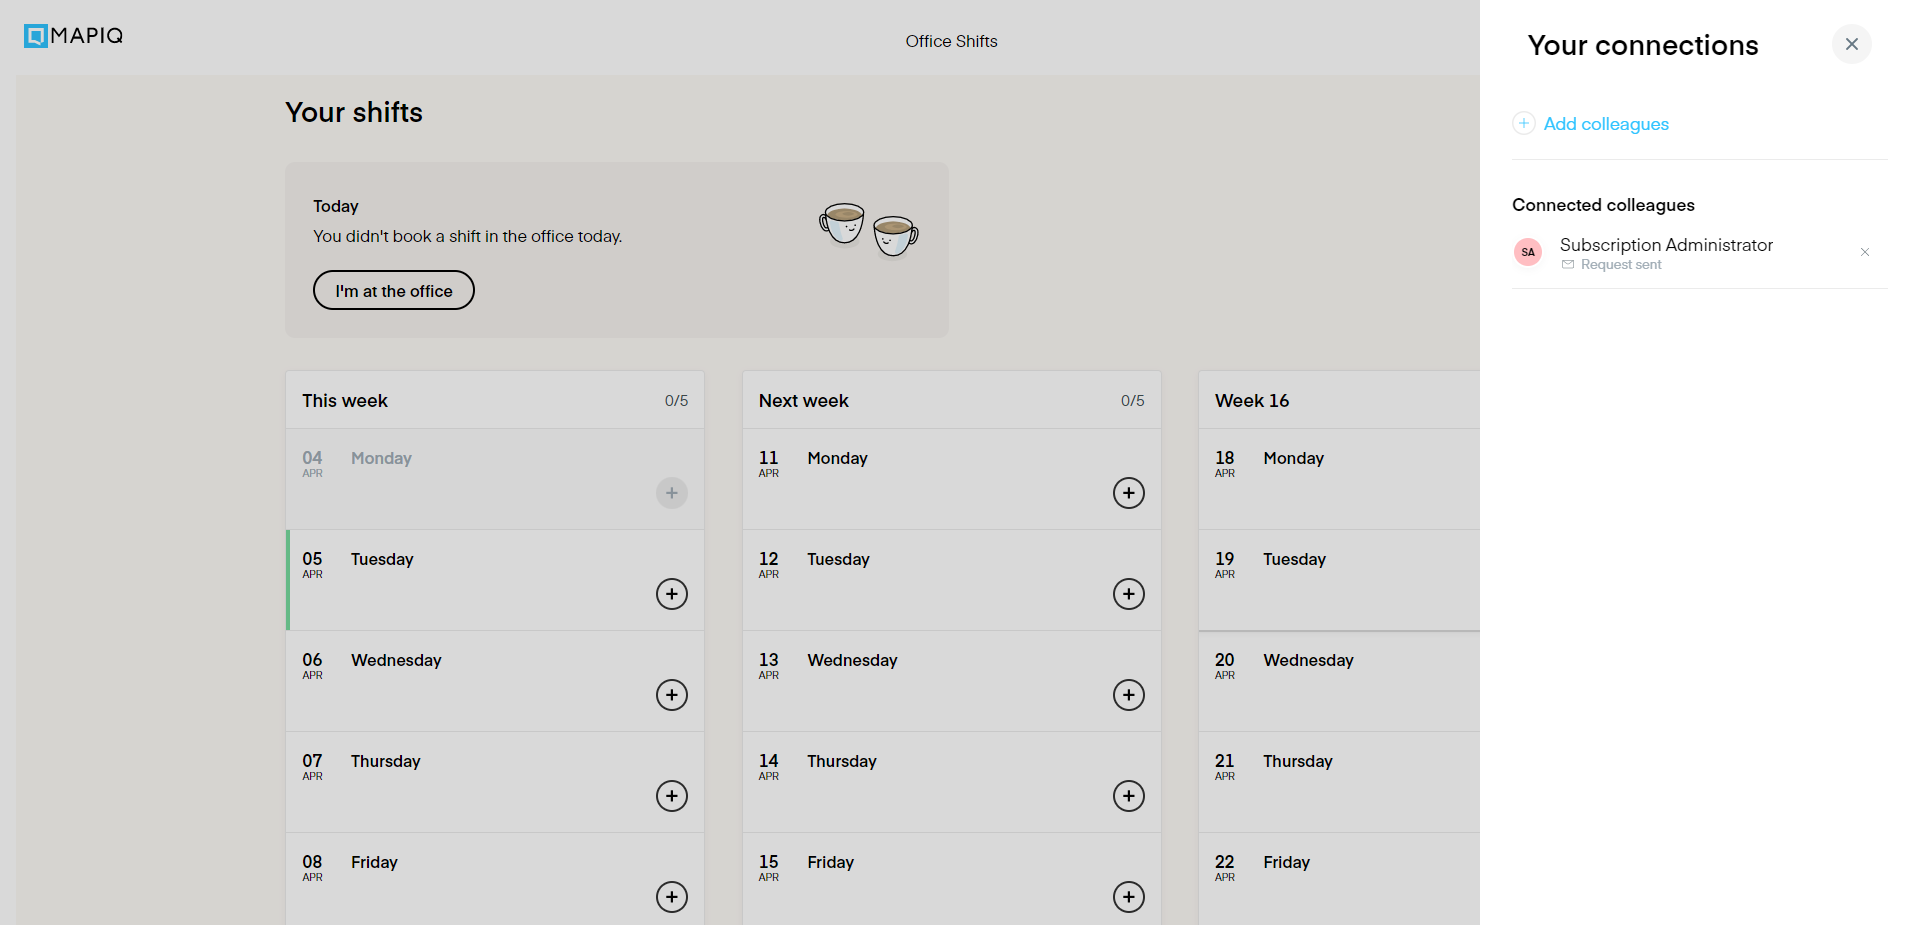 MAPIQ
Office Shifts
Your shifts
Today
You didn't book a shift in the office today.
I'm at the office
This week 0/5
04 Monday
APR
05 Tuesday
APR
06 Wednesday
APR
07 Thursday
APR
08 Friday
APR
Next week 0/5
11 Monday
APR
12 Tuesday
APR
13 Wednesday
APR
14 Thursday
APR
15 Friday
APR
Week 16
18 Monday
APR
19 Tuesday
APR
20 Wednesday
APR
21 Thursday
APR
22 Friday
APR
Your connections
Add colleagues
Connected colleagues
SA Subscription Administrator
Request sent